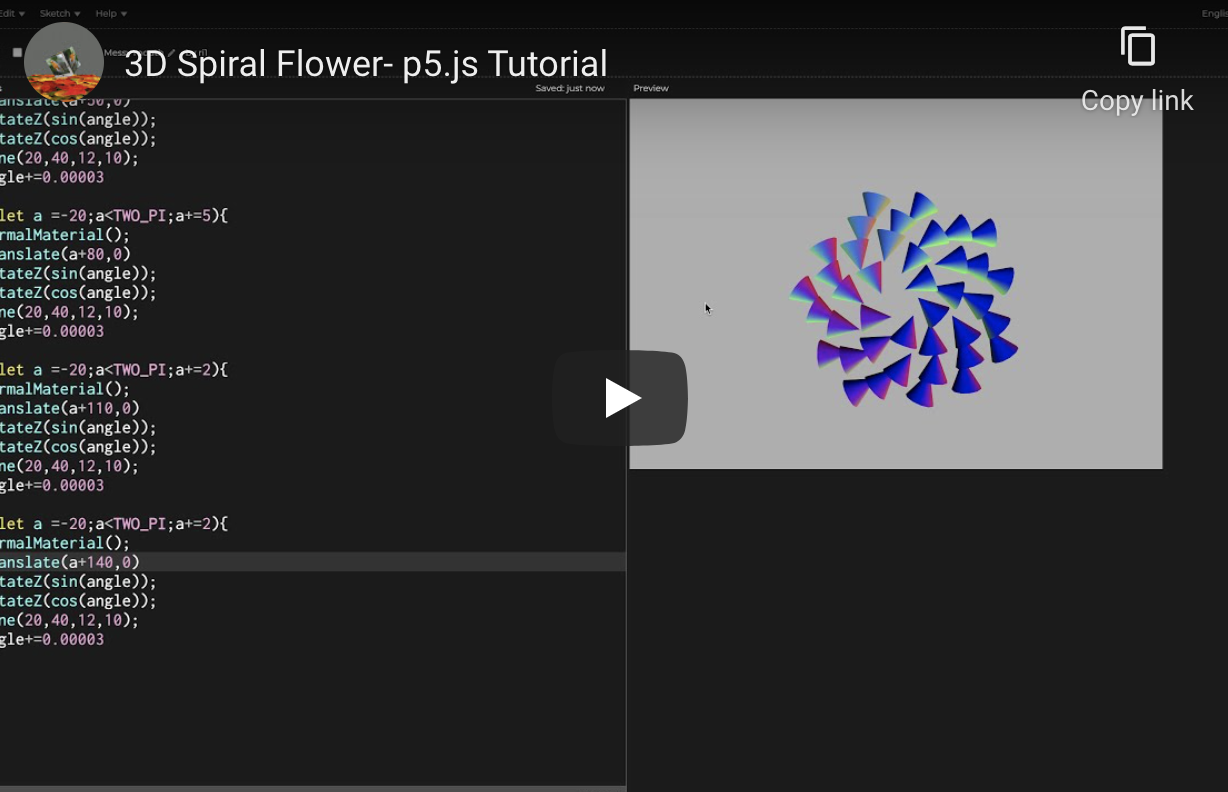 Edit Sketch Help
Englis
3D Spiral Flower- p5.js Tutorial
Copy link
Saved: just now
Preview
anslate(a+50,0)
tateZ(sin(angle));
tateZ(cos(angle));
ne(20,40,12,10);
gle+=0.00003
let a =-20;a<TWO_PI;a+=5){
rmalMaterial();
anslate(a+80,0)
tateZ(sin(angle));
tateZ(cos(angle));
ne(20,40,12,10);
gle+=0.00003
let a =-20;a<TWO_PI;a+=2){
rmalMaterial();
anslate(a+110,0)
tateZ(sin(angle));
tateZ(cos(angle));
ne(20,40,12,10);
gle+=0.00003
let a =-20;a<TWO_PI;a+=2){
rmalMaterial();
anslate(a+140,0)
tateZ(sin(angle));
tateZ(cos(angle));
ne(20,40,12,10);
gle+=0.00003